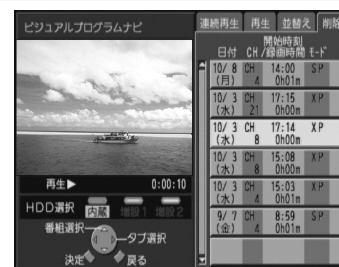 ビジュアルプログラムナビ
連続再生 再生 並替え 削除
開始時刻
日付 CH /録画時間 モード
10/ 8 CH 14:00 SP
(月) 4 0h01m
10/ 3 CH 17:15 XP
(水) 21 0h00m
10/ 3 CH 17:14 XP
(水) 8 0h00m
10/ 3 CH 15:08 XP
(水) 8 0h00m
10/ 3 CH 15:03 XP
(水) 4 0h01m
9/ 7 CH 8:59 SP
(金) 4 0h00m
再生▶ 0:00:10
HDD選択 内蔵 増設1 増設2
番組選択 タブ選択
決定 戻る